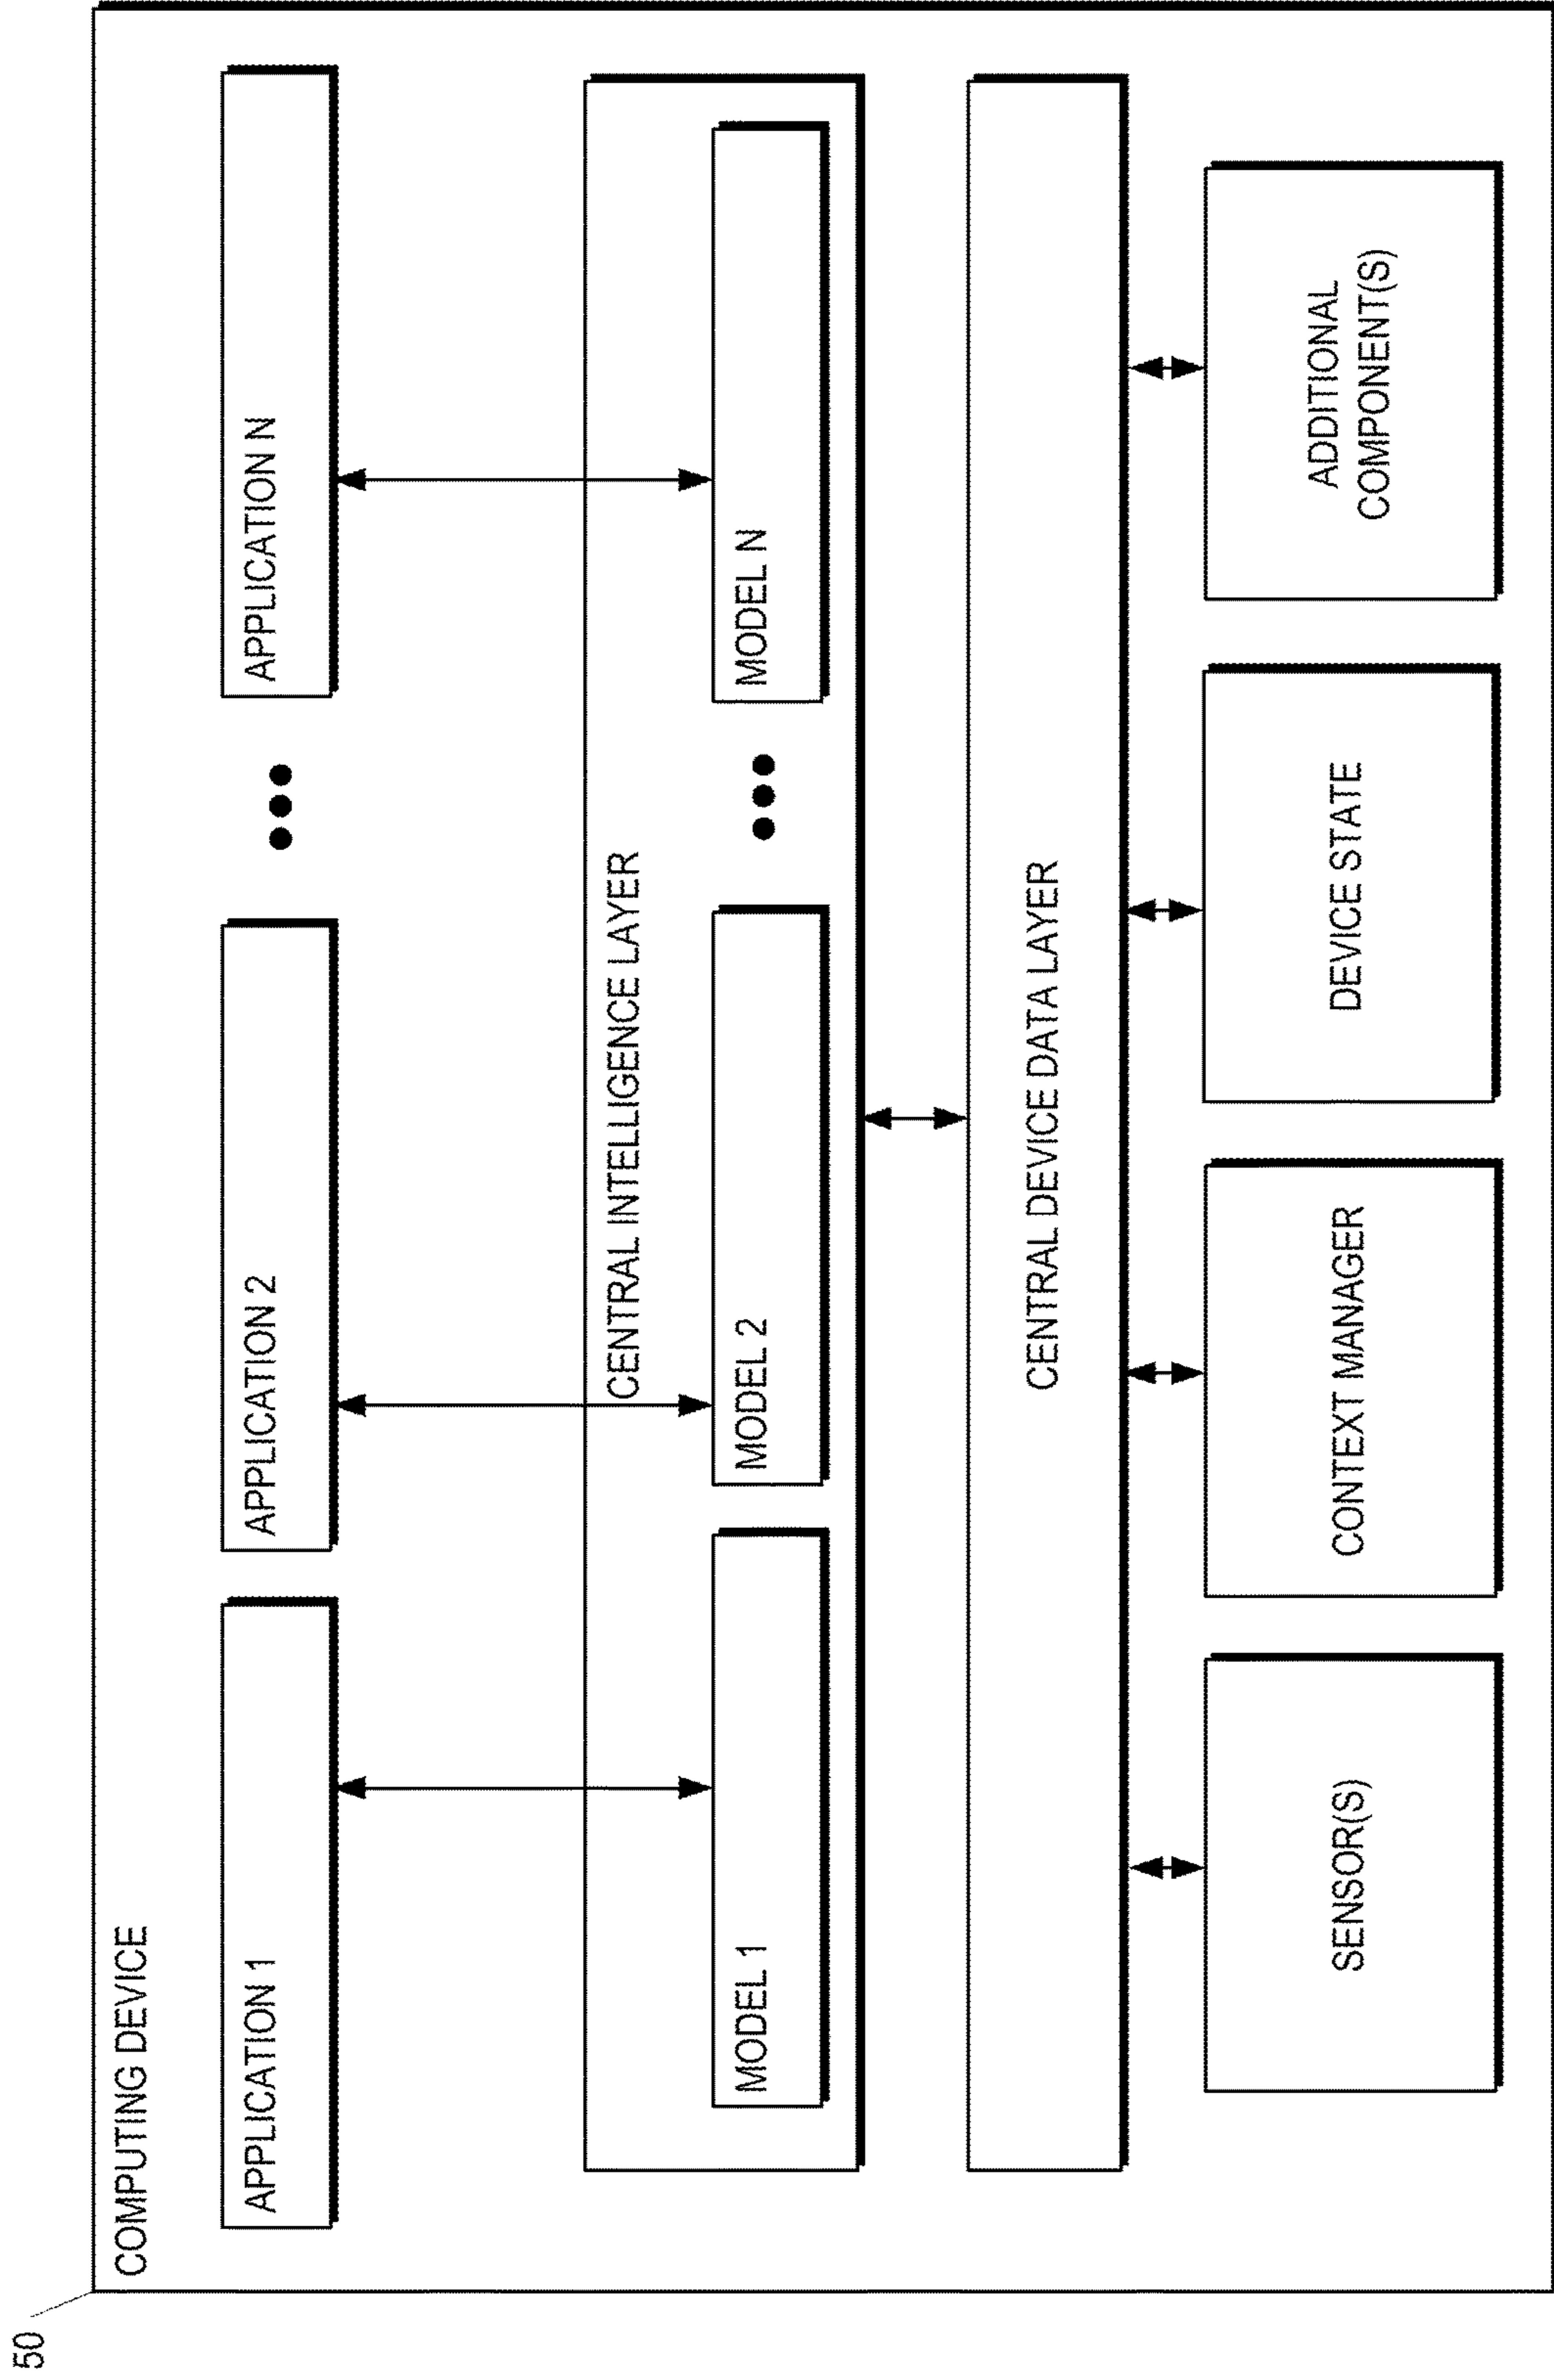 50
COMPUTING DEVICE
APPLICATION 1
APPLICATION 2
APPLICATION N
CENTRAL INTELLIGENCE LAYER
MODEL 1
MODEL 2
MODEL N
CENTRAL DEVICE DATA LAYER
SENSOR(S)
CONTEXT MANAGER
DEVICE STATE
ADDITIONAL
COMPONENT(S)